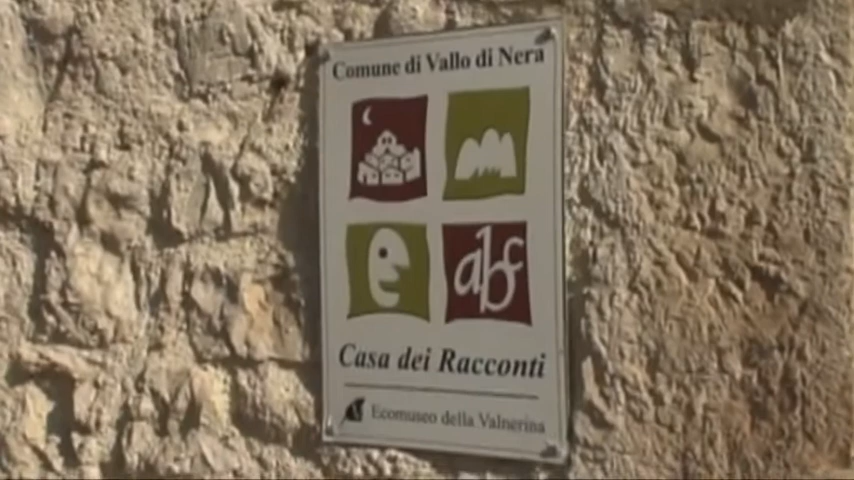 Comune di Vallo di Nera
e
abf
Casa dei Racconti
Ecomuseo della Valnerina